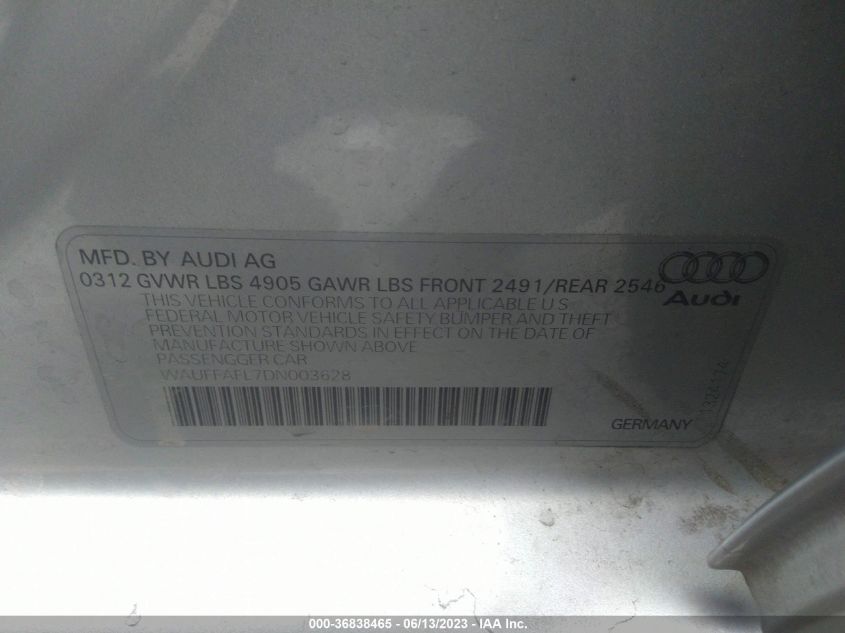 MFD. BY AUDI AG
0312 GVWR LBS 4905 GAWR LBS FRONT 2491/REAR 2546
THIS VEHICLE CONFORMS TO ALL APPLICABLE U S
FEDERAL MOTOR VEHICLE SAFETY BUMPER AND THEFT
PREVENTION STANDARDS IN EFFECT ON THE DATE OF
MANUFACTURE SHOWN ABOVE
PASSENGGER CAR
WAUFFAFL7DN003628
Audi
GERMANY
000-36838465 - 06/13/2023 - IAA, Inc.